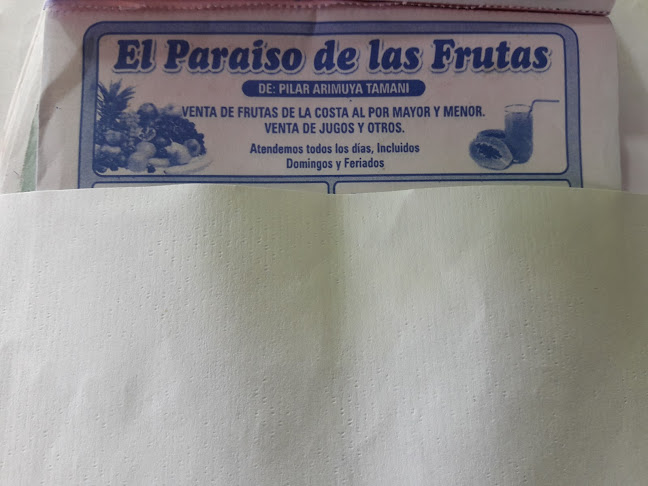 El Paraiso de las Frutas
DE: PILAR ARIMUYA TAMANI
VENTA DE FRUTAS DE LA COSTA AL POR MAYOR Y MENOR.
VENTA DE JUGOS Y OTROS.
Atendemos todos los días, Incluidos
Domingos y Feriados